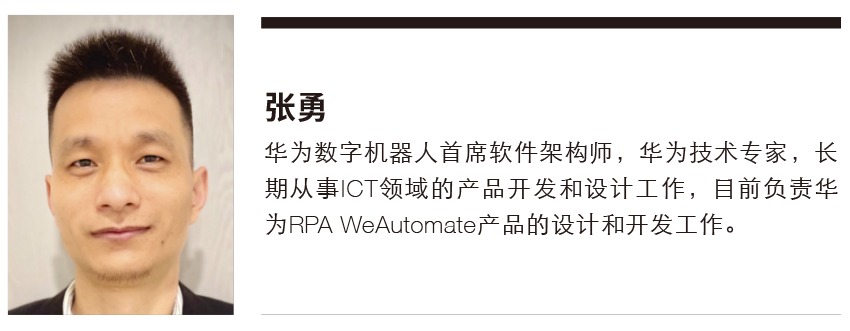 张勇
华为数字机器人首席软件架构师，华为技术专家，长
期从事ICT领域的产品开发和设计工作，目前负责华
为RPA WeAutomate产品的设计和开发工作。